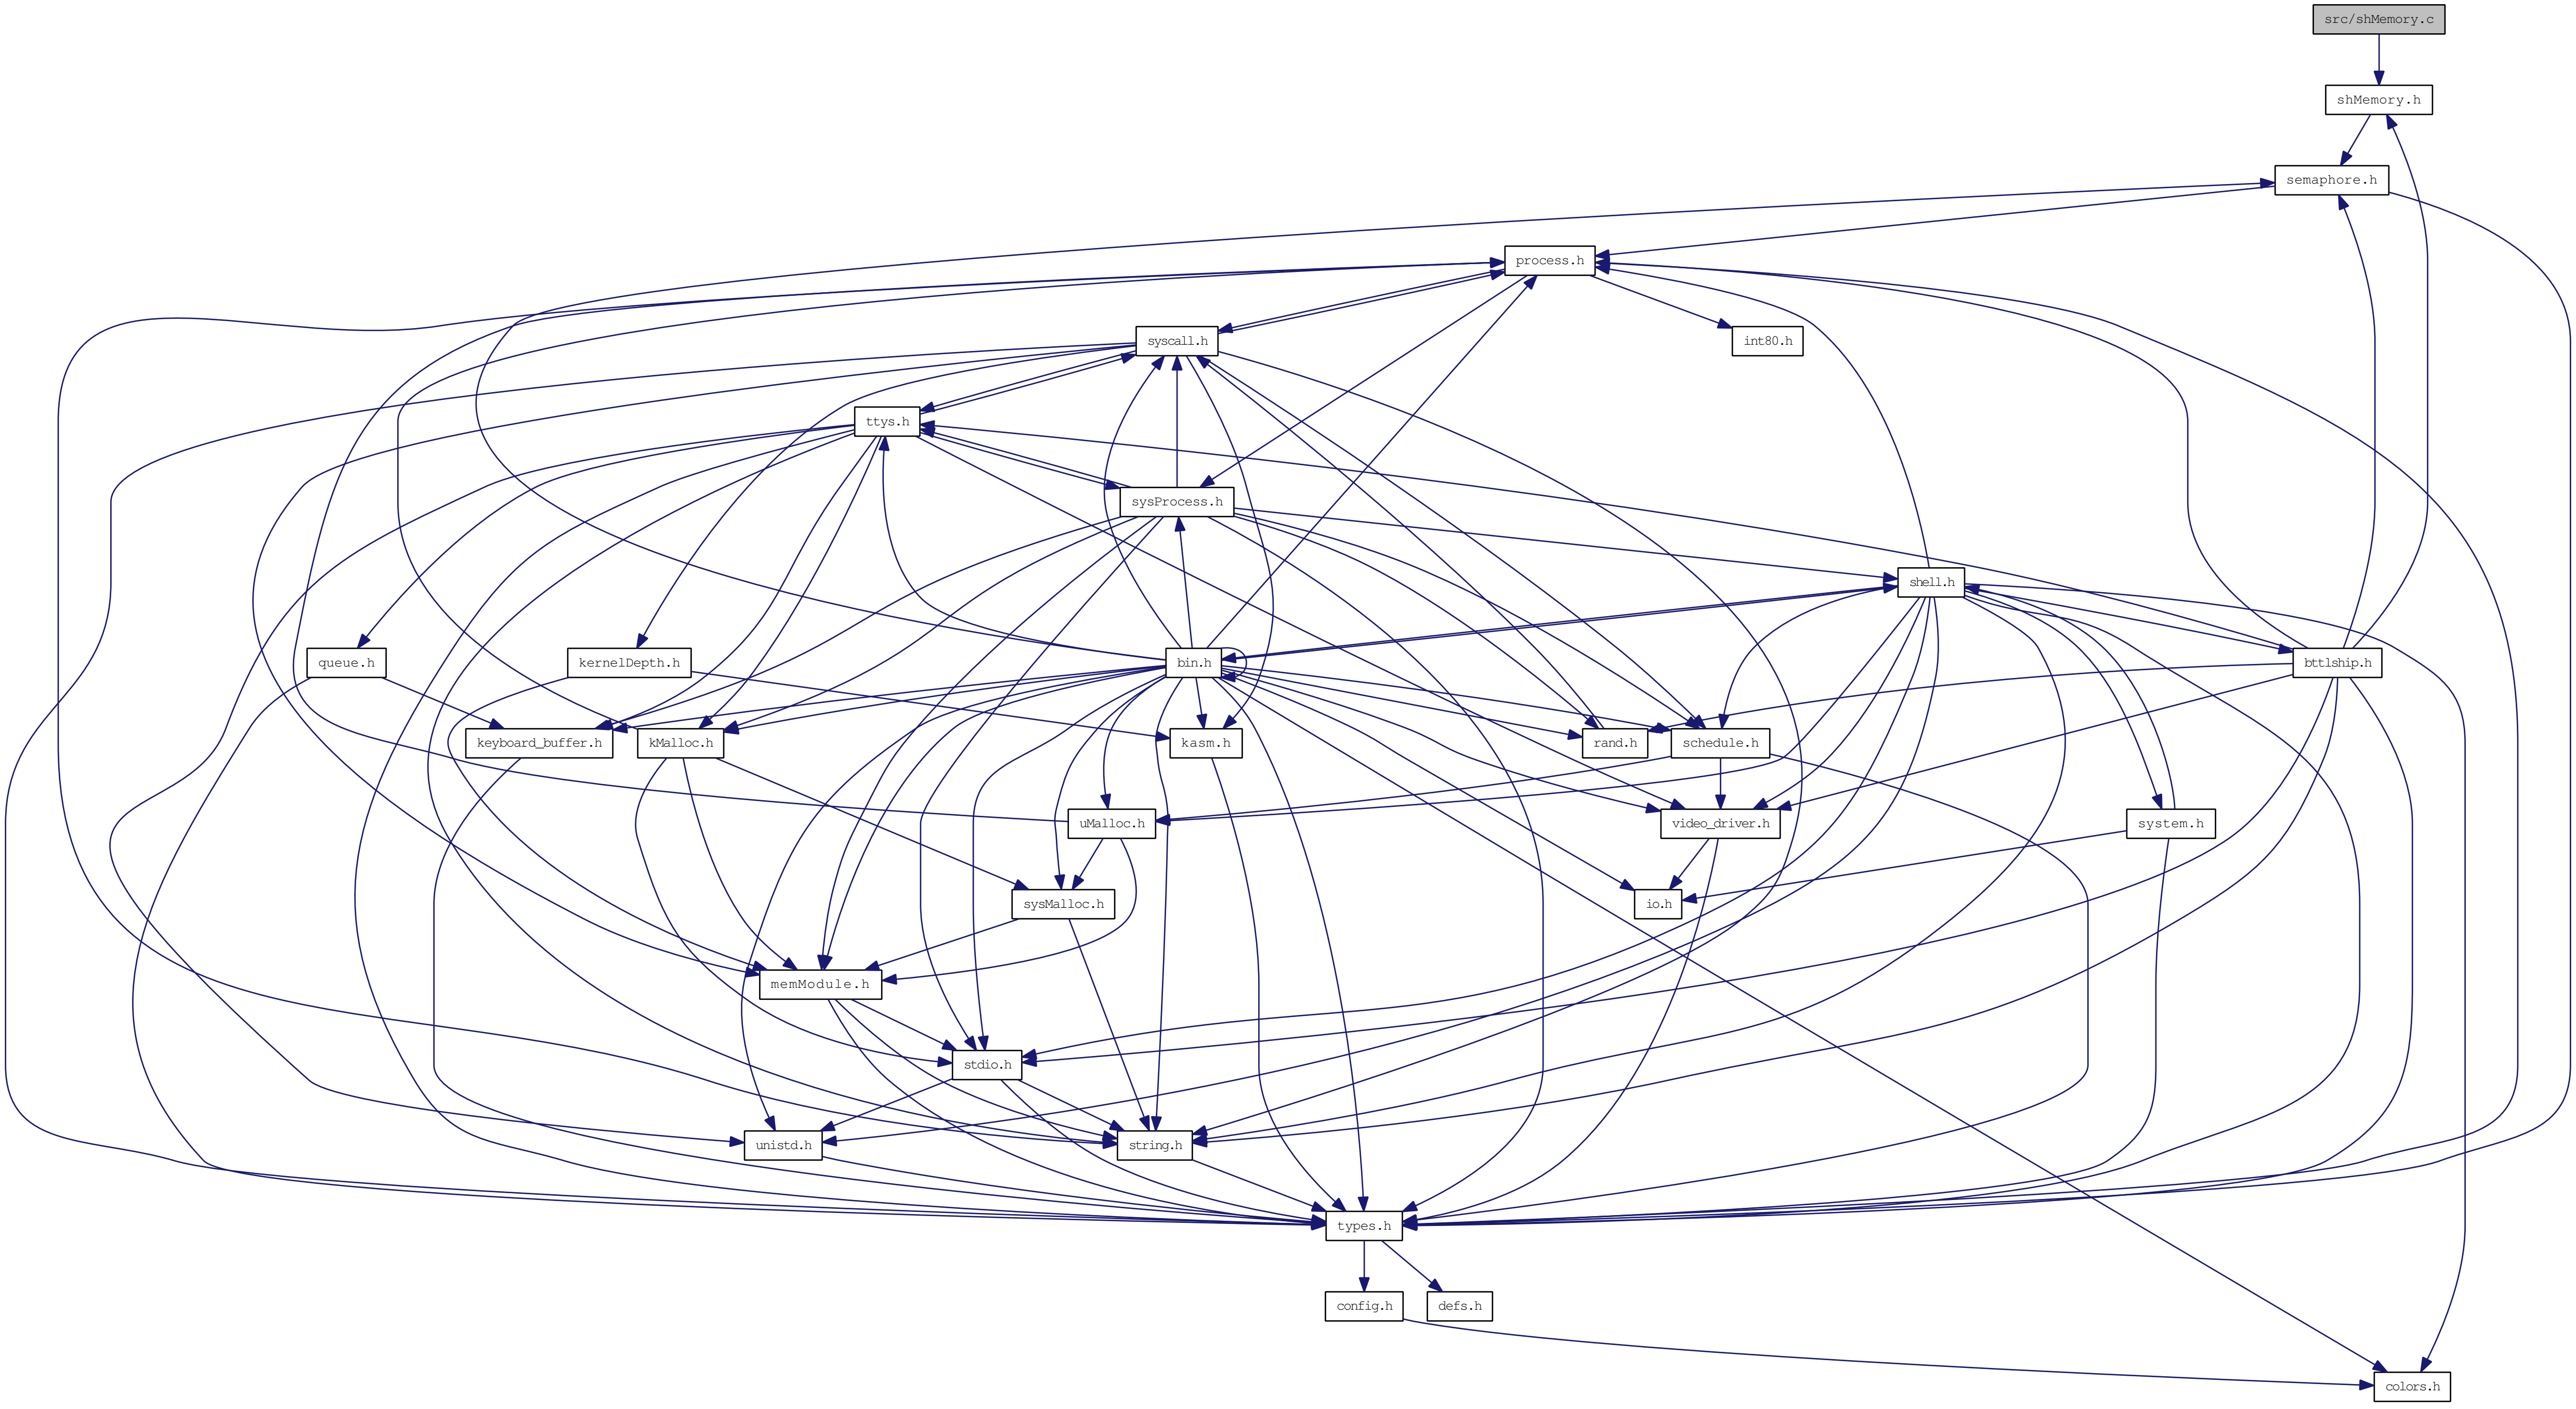 src/shMemory.c
shMemory.h
semaphore.h
process.h
syscall.h
int80.h
ttys.h
sysProcess.h
shell.h
queue.h
kernelDepth.h
bin.h
bttlship.h
keyboard_buffer.h
kMalloc.h
kasm.h
rand.h
schedule.h
uMalloc.h
video_driver.h
system.h
sysMalloc.h
io.h
memModule.h
stdio.h
unistd.h
string.h
types.h
config.h
defs.h
colors.h